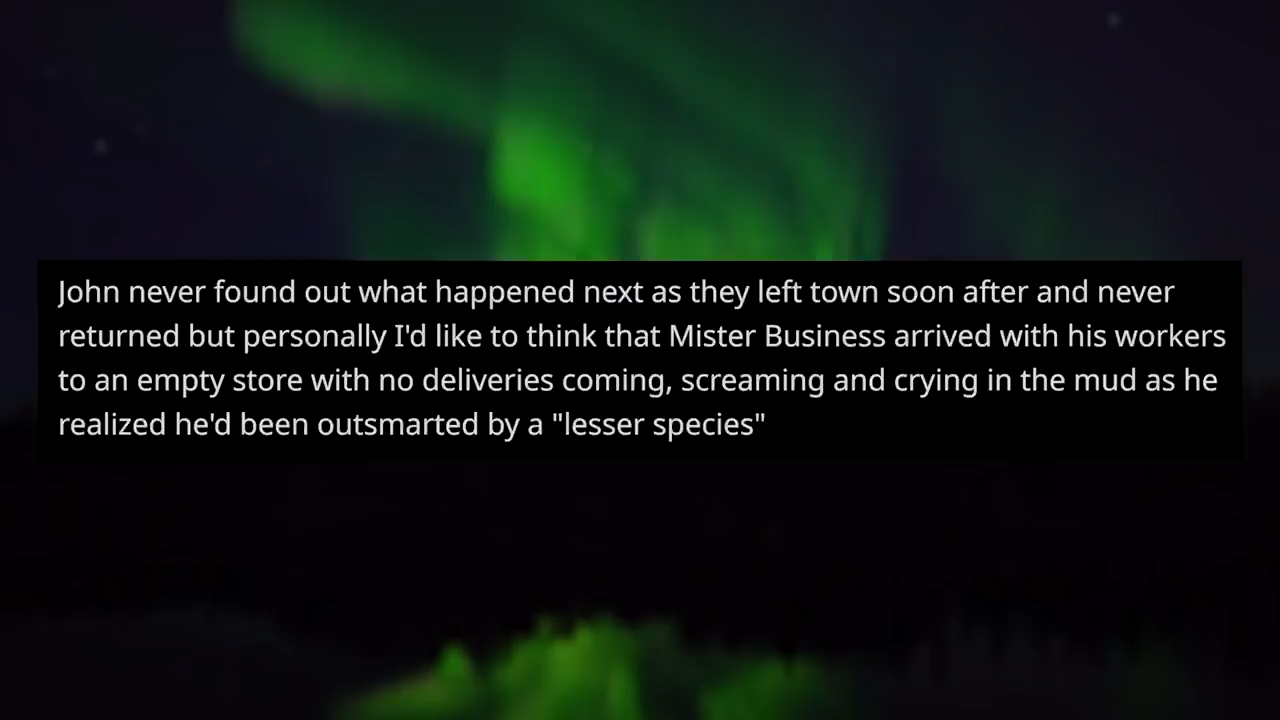 John never found out what happened next as they left town soon after and never
returned but personally I'd like to think that Mister Business arrived with his workers
to an empty store with no deliveries coming, screaming and crying in the mud as he
realized he'd been outsmarted by a "lesser species"